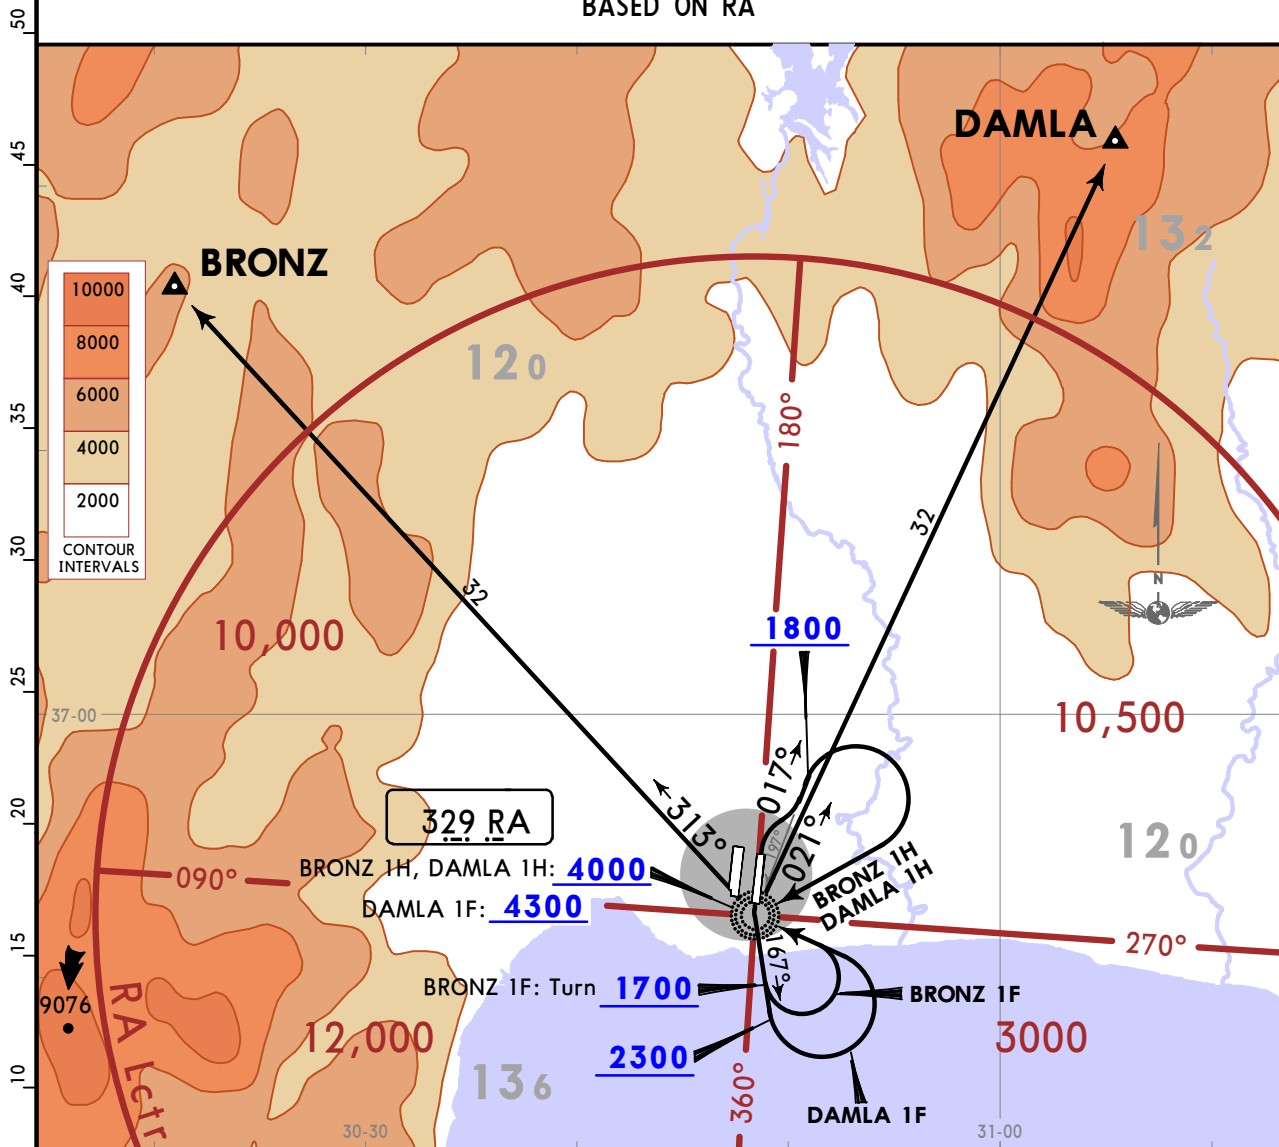 BASED ON RA
50
45
40
35
30
25
20
15
10
DAMLA
BRONZ
132
10000
8000
6000
4000
2000
CONTOUR
INTERVALS
120
180°
32
32
N
1800
10,000
37-00
10,500
017°
313°
197°
021°
329 RA
120
BRONZ 1H, DAMLA 1H: 4000
BRONZ 1H
DAMLA 1H
090°
DAMLA 1F: 4300
270°
167°
BRONZ 1F: Turn 1700
BRONZ 1F
9076
RA Lctr
12,000
3000
2300
136
360°
DAMLA 1F
30-30
31-00